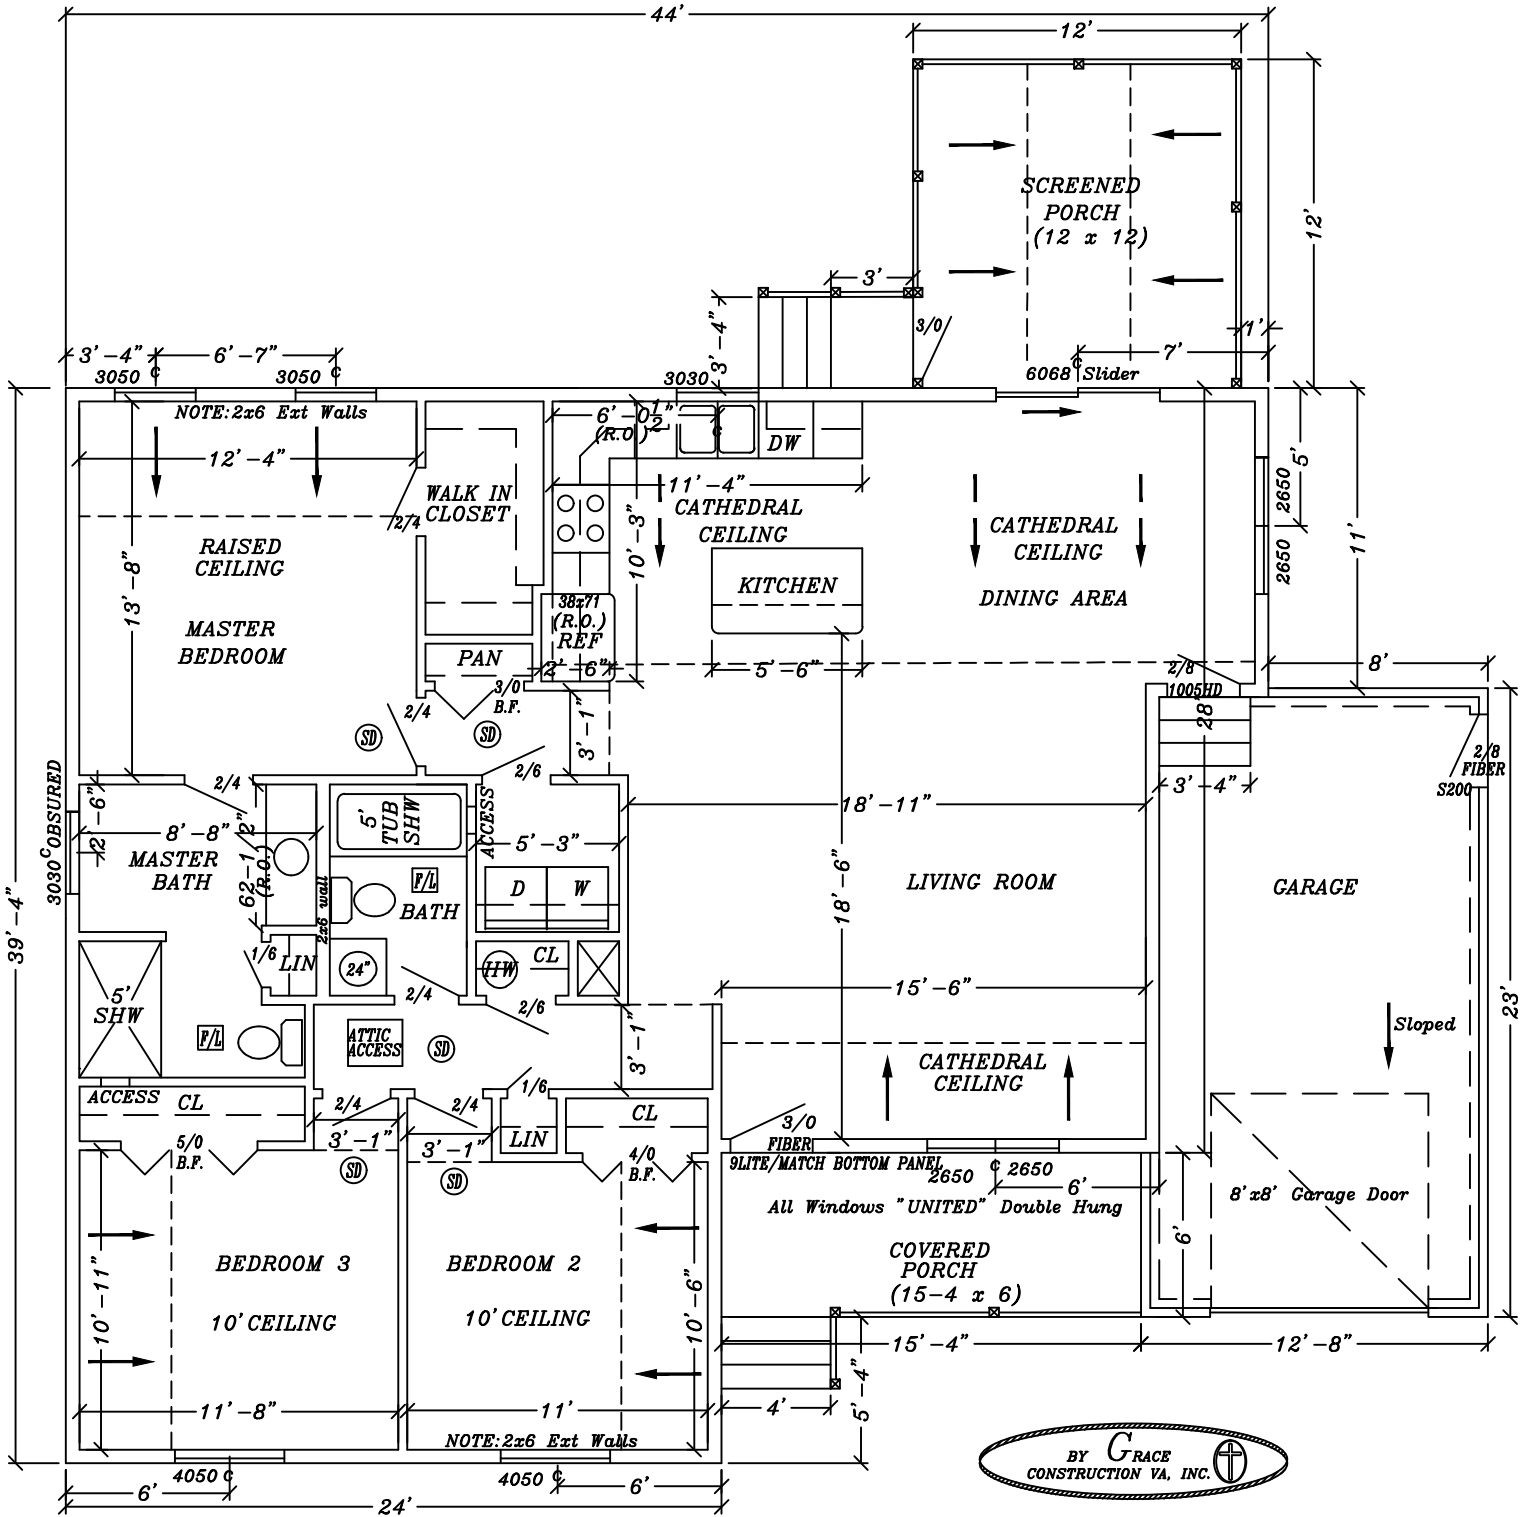 44'
12'
SCREENED
PORCH
(12 x 12)
12'
3'
3'-4"
3/0
1'
7'
3'-4"
6'-7"
3050 C
3050 C
3030
6068 C Slider
NOTE:2x6 Ext Walls
6'-0 1/2"
(R.O.)
C
DW
12'-4"
11'-4"
5'
2650
2650
11'
WALK IN
CLOSET
2/4
CATHEDRAL
CEILING
CATHEDRAL
CEILING
10'-3"
RAISED
CEILING
13'-8"
KITCHEN
DINING AREA
38x71
(R.O.)
REF
MASTER
BEDROOM
PAN
2'-6"
5'-6"
2/8
1005HD
8'
3/0
B.F.
2/4
SD
SD
3'-1"
28'
2/8
FIBER
S200
2/6
2/4
3'-4"
3030 C OBSURED
2'-6"
8'-8"
MASTER
BATH
62-1/2"
(R.O.)
5'
TUB
SHW
ACCESS
5'-3"
18'-11"
18'-6"
D
W
F/L
BATH
2x6 wall
LIVING ROOM
GARAGE
39'-4"
1/6
LIN
24"
HW
CL
2/4
2/6
15'-6"
23'
5'
SHW
F/L
ATTIC
ACCESS
SD
3'-1"
Sloped
CATHEDRAL
CEILING
ACCESS
CL
2/4
2/4
1/6
CL
3/0
FIBER
9LITE/MATCH BOTTOM PANEL
5/0
B.F.
3'-1"
3'-1"
LIN
4/0
B.F.
SD
SD
2650
C
2650
6'
8'x8' Garage Door
All Windows "UNITED" Double Hung
6'
BEDROOM 3
BEDROOM 2
COVERED
PORCH
(15-4 x 6)
10'-11"
10'CEILING
10'CEILING
10'-6"
15'-4"
12'-8"
11'-8"
11'
4'
5'-4"
NOTE:2x6 Ext Walls
4050 C
4050 C
6'
6'
24'
BY GRACE
CONSTRUCTION VA, INC.